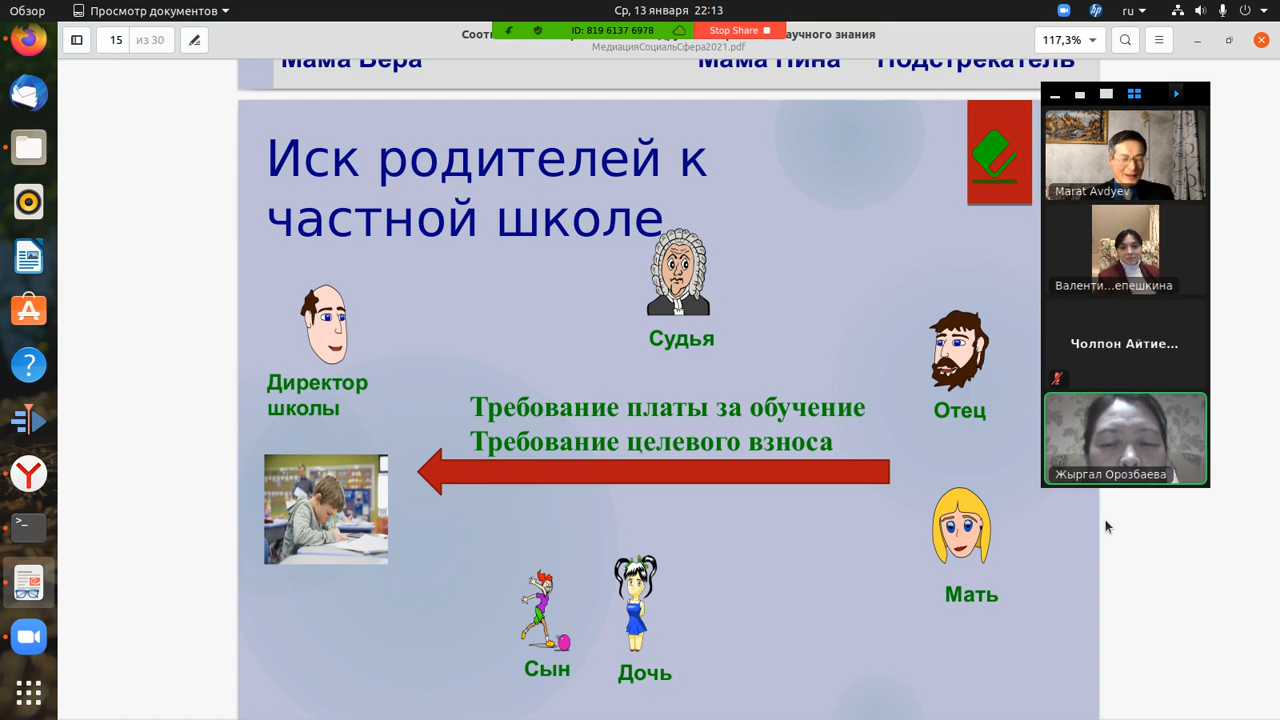 Обзор
Просмотр документов
Ср, 13 января 22:13
ru
15 из 30
ID: 819 6137 6978
Stop Share
МедиацияСоциальСфера2021.pdf
117,3%
Мама Вера
Мама Нина
Подстрекатель
Иск родителей к
частной школе
Судья
Директор
школы
Отец
Требование платы за обучение
Требование целевого взноса
Мать
Сын
Дочь
Marat Avdyev
Валенти...епешкина
Чолпон Айтие...
Жыргал Орозбаева